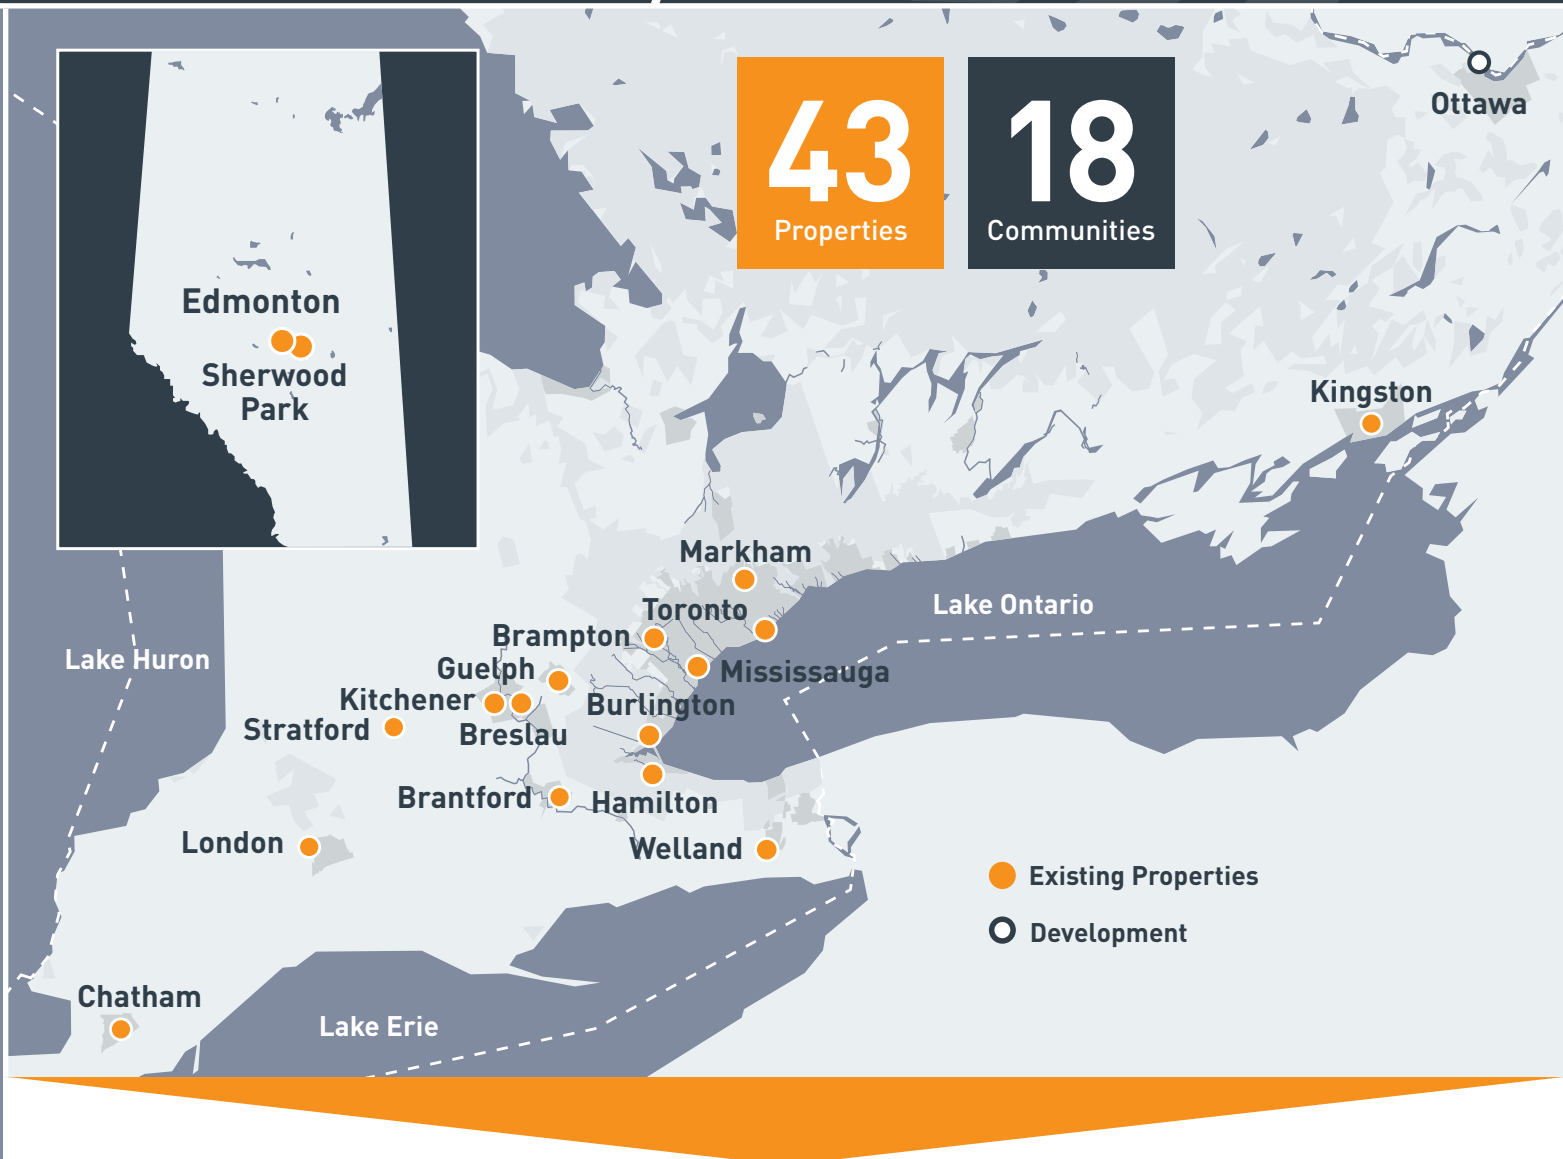 43
Properties
18
Communities
Ottawa
Edmonton
Sherwood
Park
Kingston
Markham
Toronto
Lake Ontario
Brampton
Lake Huron
Guelph
Mississauga
Kitchener
Burlington
Stratford
Breslau
Brantford
Hamilton
London
Welland
Existing Properties
Development
Chatham
Lake Erie